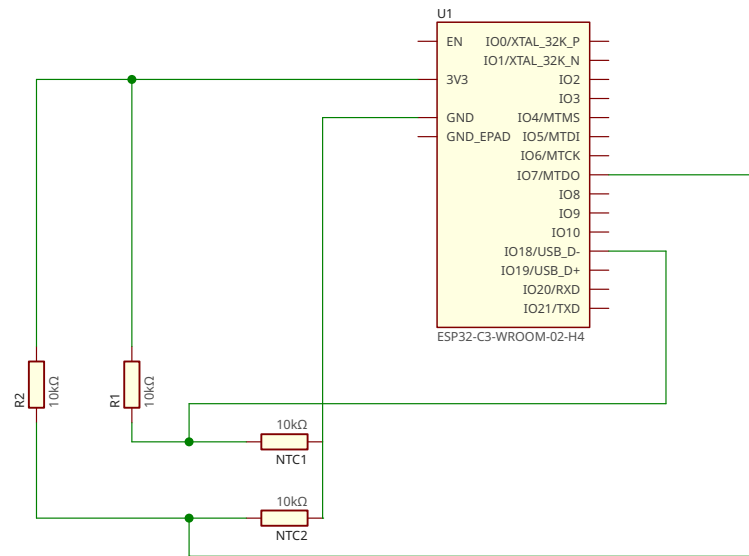 U1
EN
IO0/XTAL_32K_P
IO1/XTAL_32K_N
3V3
IO2
IO3
GND
IO4/MTMS
GND_EPAD
IO5/MTDI
IO6/MTCK
IO7/MTDO
IO8
IO9
IO10
IO18/USB_D-
IO19/USB_D+
IO20/RXD
IO21/TXD
ESP32-C3-WROOM-02-H4
R2
10kΩ
R1
10kΩ
10kΩ
NTC1
10kΩ
NTC2